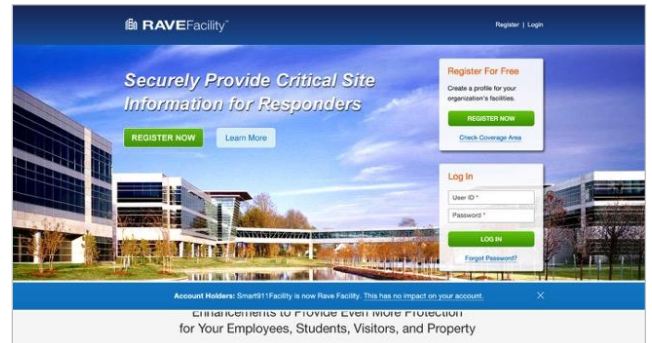 RAVEFacility™
Register | Login
Securely Provide Critical Site
Information for Responders
REGISTER NOW
Learn More
Register For Free
Create a profile for your
organization's facilities.
REGISTER NOW
Check Coverage Area
Log In
User ID *
Password *
LOG IN
Forgot Password?
Account Holders: Smart911Facility is now Rave Facility. This has no impact on your account.
Enhancements to Provide Even More Protection
for Your Employees, Students, Visitors, and Property